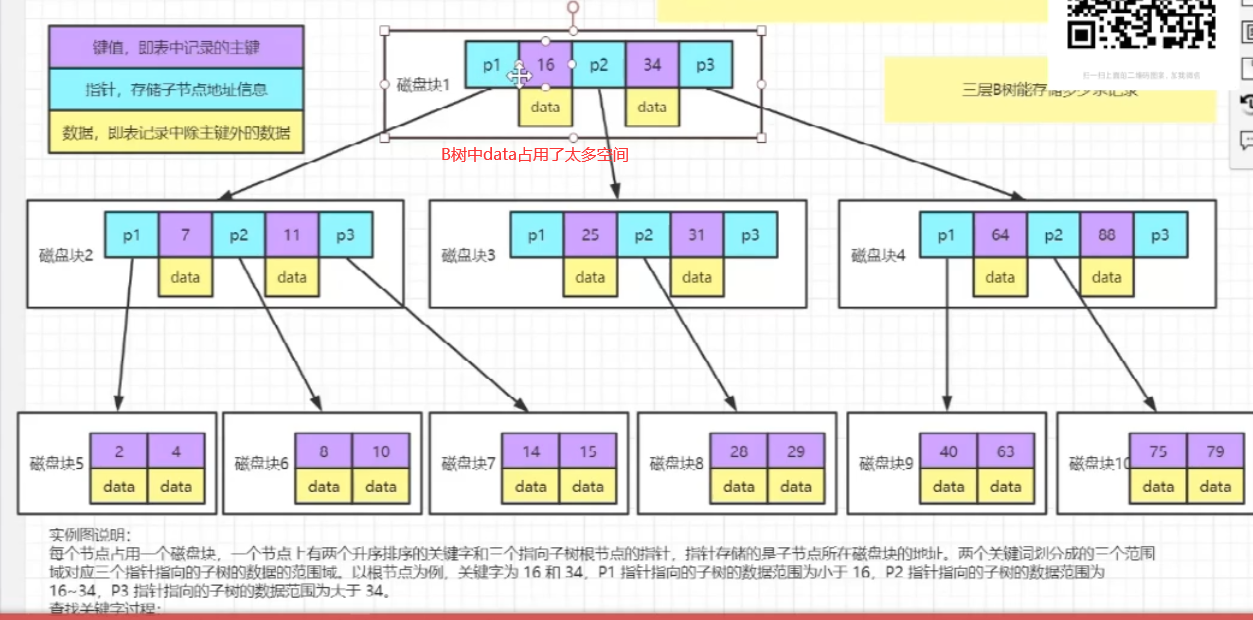 键值，即表中记录的主键
指针，存储子节点地址信息
数据，即表记录中除主键外的数据
磁盘块1
p1 16 p2 34 p3
data data
扫一扫上面的二维码图案，
三层B树能存储多少条记录
B树中data占用了太多空间
磁盘块2
p1 7 p2 11 p3
data data
磁盘块3
p1 25 p2 31 p3
data data
磁盘块4
p1 64 p2 88 p3
data data
磁盘块5
2 4
data data
磁盘块6
8 10
data data
磁盘块7
14 15
data data
磁盘块8
28 29
data data
磁盘块9
40 63
data data
磁盘块10
75 79
data data
实例图说明：
每个节点占用一个磁盘块，一个节点上有两个升序排序的关键字和三个指向子树根节点的指针，指针存储的是子节点所在磁盘块的地址。两个关键词划分成的三个范围
域对应三个指针指向的子树的数据的范围域。以根节点为例，关键字为 16 和 34，P1 指针指向的子树的数据范围为小于 16，P2 指针指向的子树的数据范围为
16~34，P3 指针指向的子树的数据范围为大于 34。
查找关键字过程：